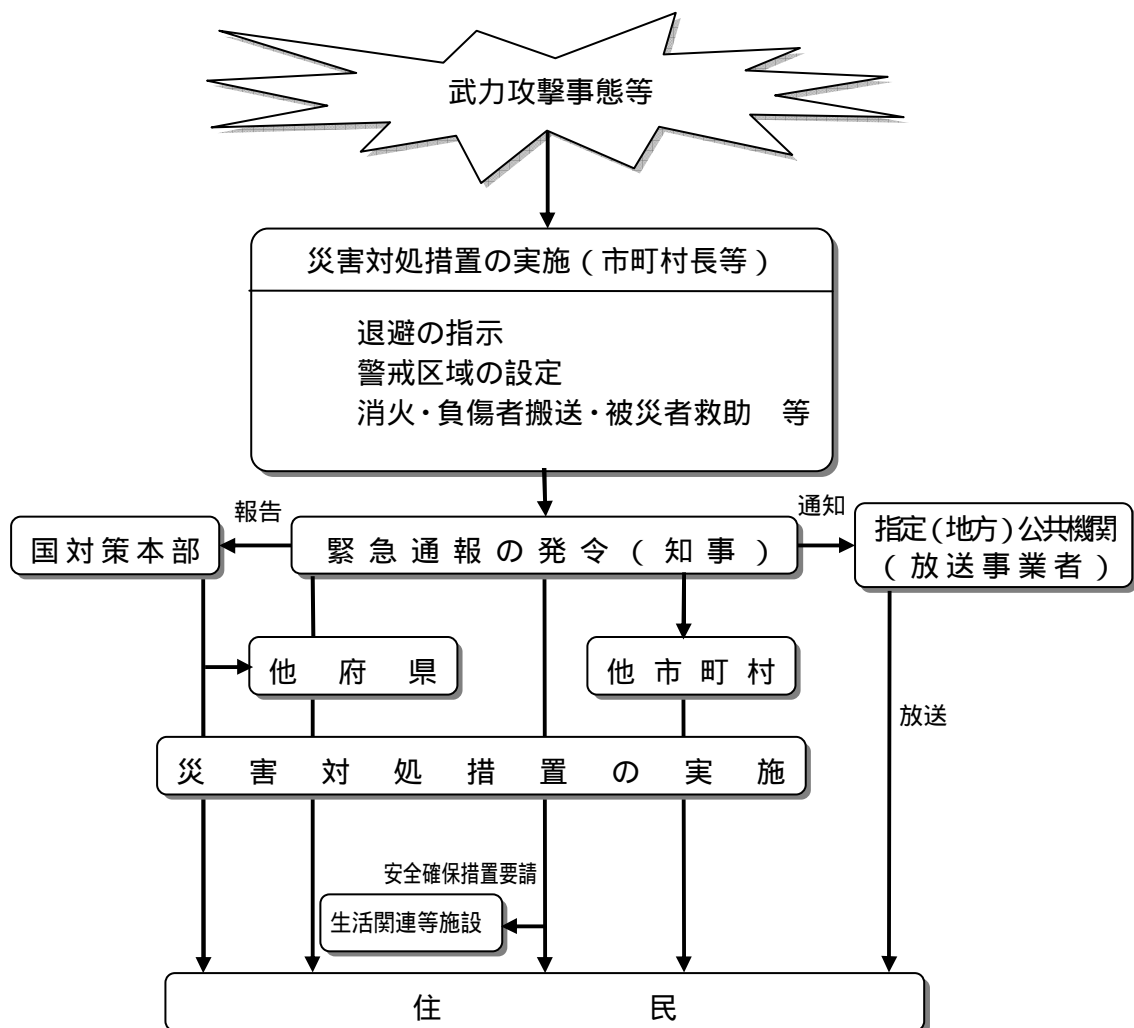 武力攻撃事態等
災害対処措置の実施(市町村長等)
退避の指示
警戒区域の設定
消火・負傷者搬送・被災者救助 等
報告
通知
国対策本部
緊急通報の発令(知事)
指定(地方)公共機関
(放送事業者)
他府県
他市町村
放送
災害対処措置の実施
安全確保措置要請
生活関連等施設
住民